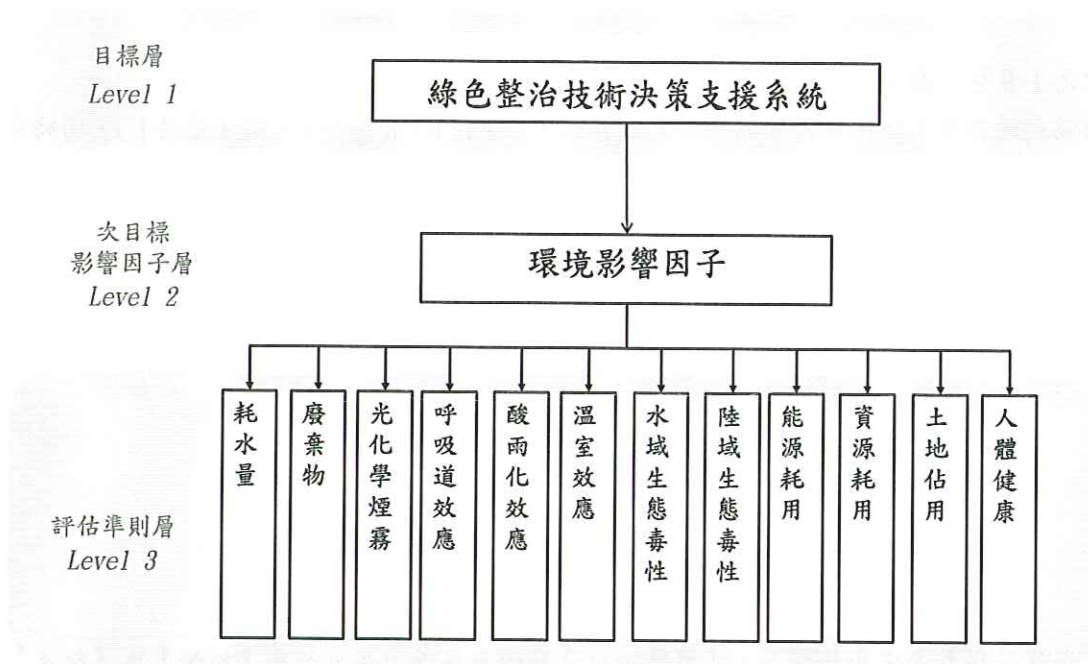 目標層
Level 1
綠色整治技術決策支援系統
次目標
影響因子層
Level 2
環境影響因子
評估準則層
Level 3
耗水量
廢棄物
光化學煙霧
呼吸道效應
酸雨化效應
溫室效應
水域生態毒性
陸域生態毒性
能源耗用
資源耗用
土地佔用
人體健康